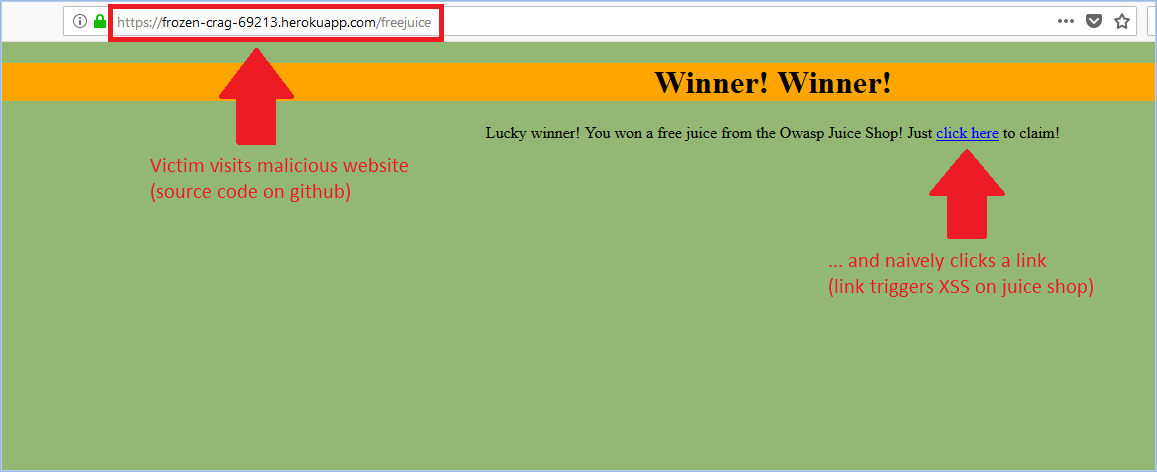 https://frozen-crag-69213.herokuapp.com/freejuice
Winner! Winner!
Lucky winner! You won a free juice from the Owasp Juice Shop! Just click here to claim!
Victim visits malicious website
(source code on github)
... and naively clicks a link
(link triggers XSS on juice shop)